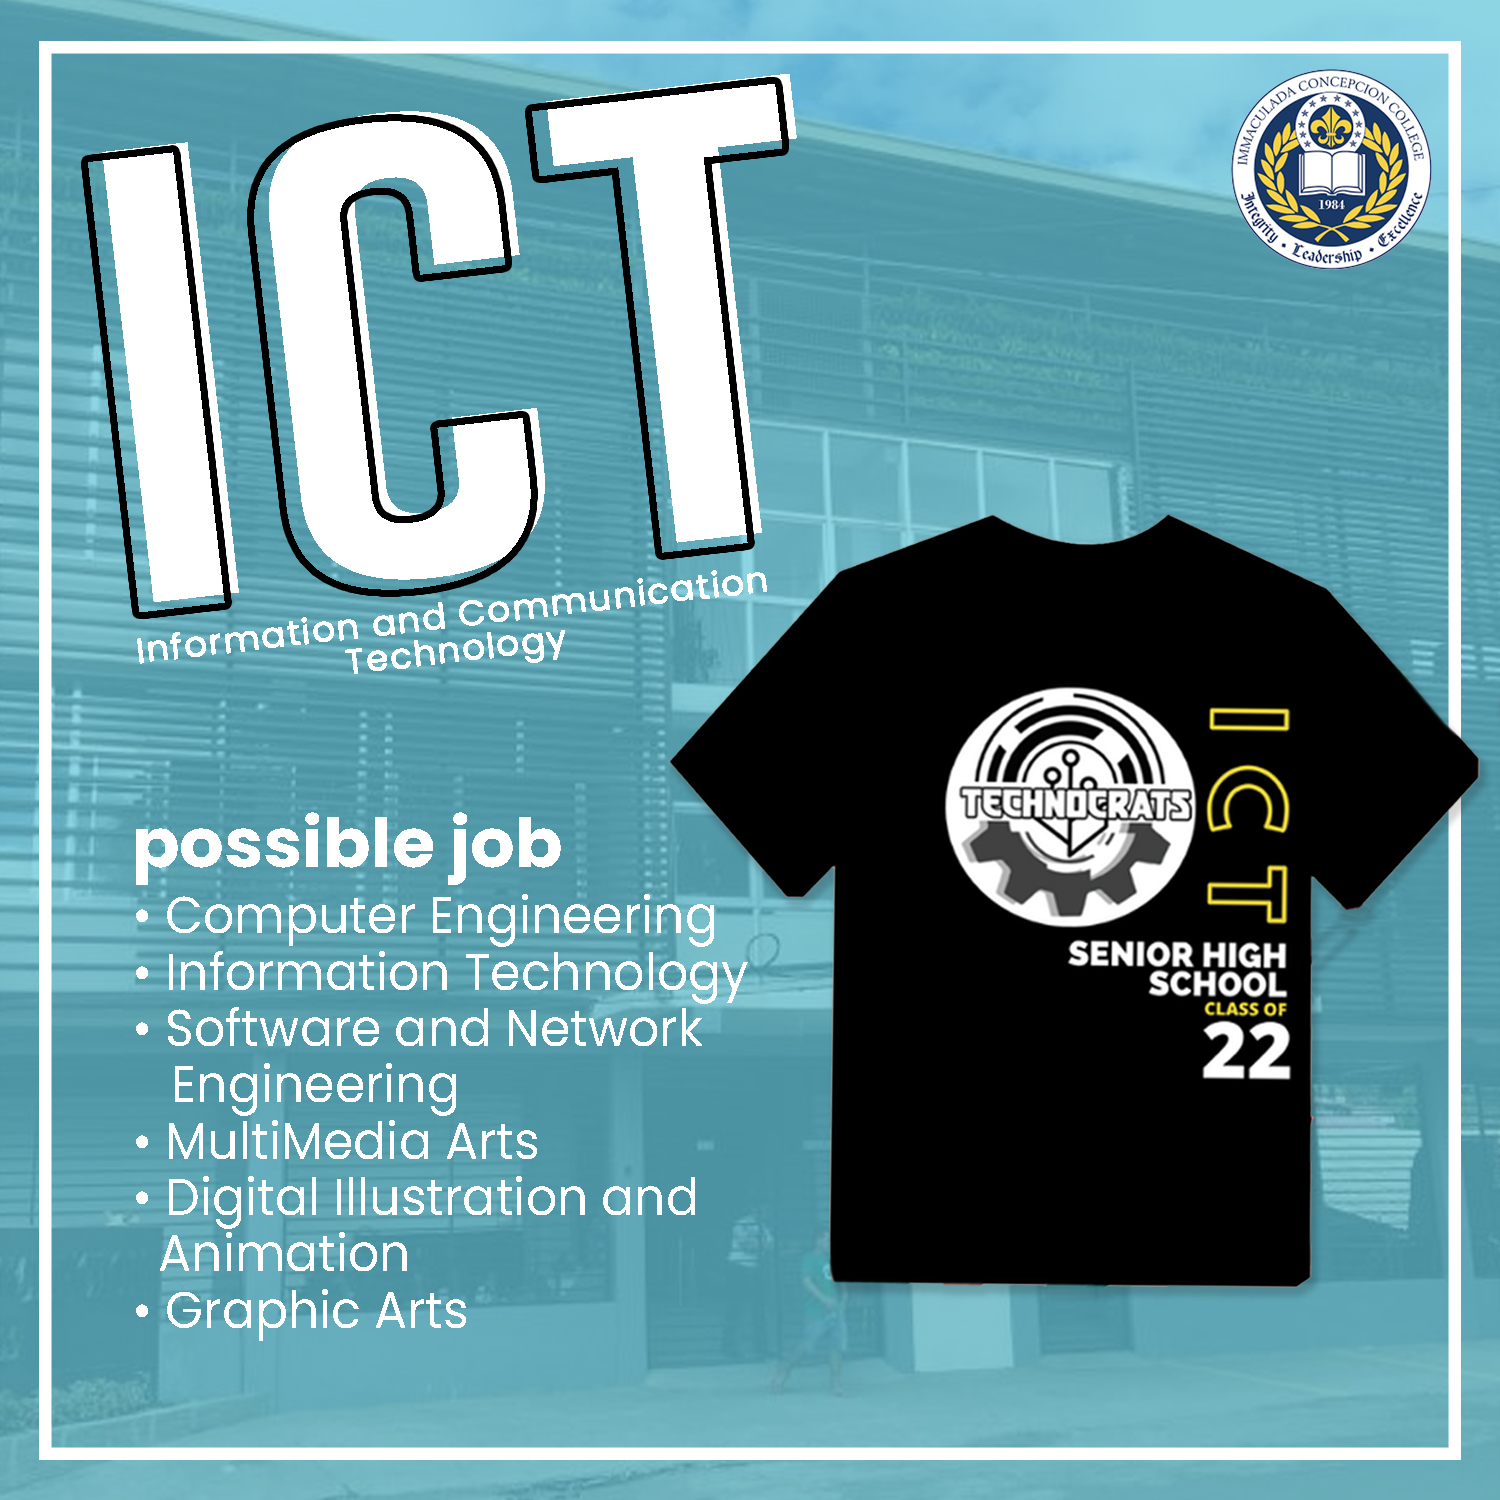 ICT
Information and Communication
Technology
IMMACULADA CONCEPCION COLLEGE
1984
Integrity • Leadership • Excellence
possible job
• Computer Engineering
• Information Technology
• Software and Network
Engineering
• MultiMedia Arts
• Digital Illustration and
Animation
• Graphic Arts
TECHNOCRATS
ICT
SENIOR HIGH
SCHOOL
CLASS OF
22